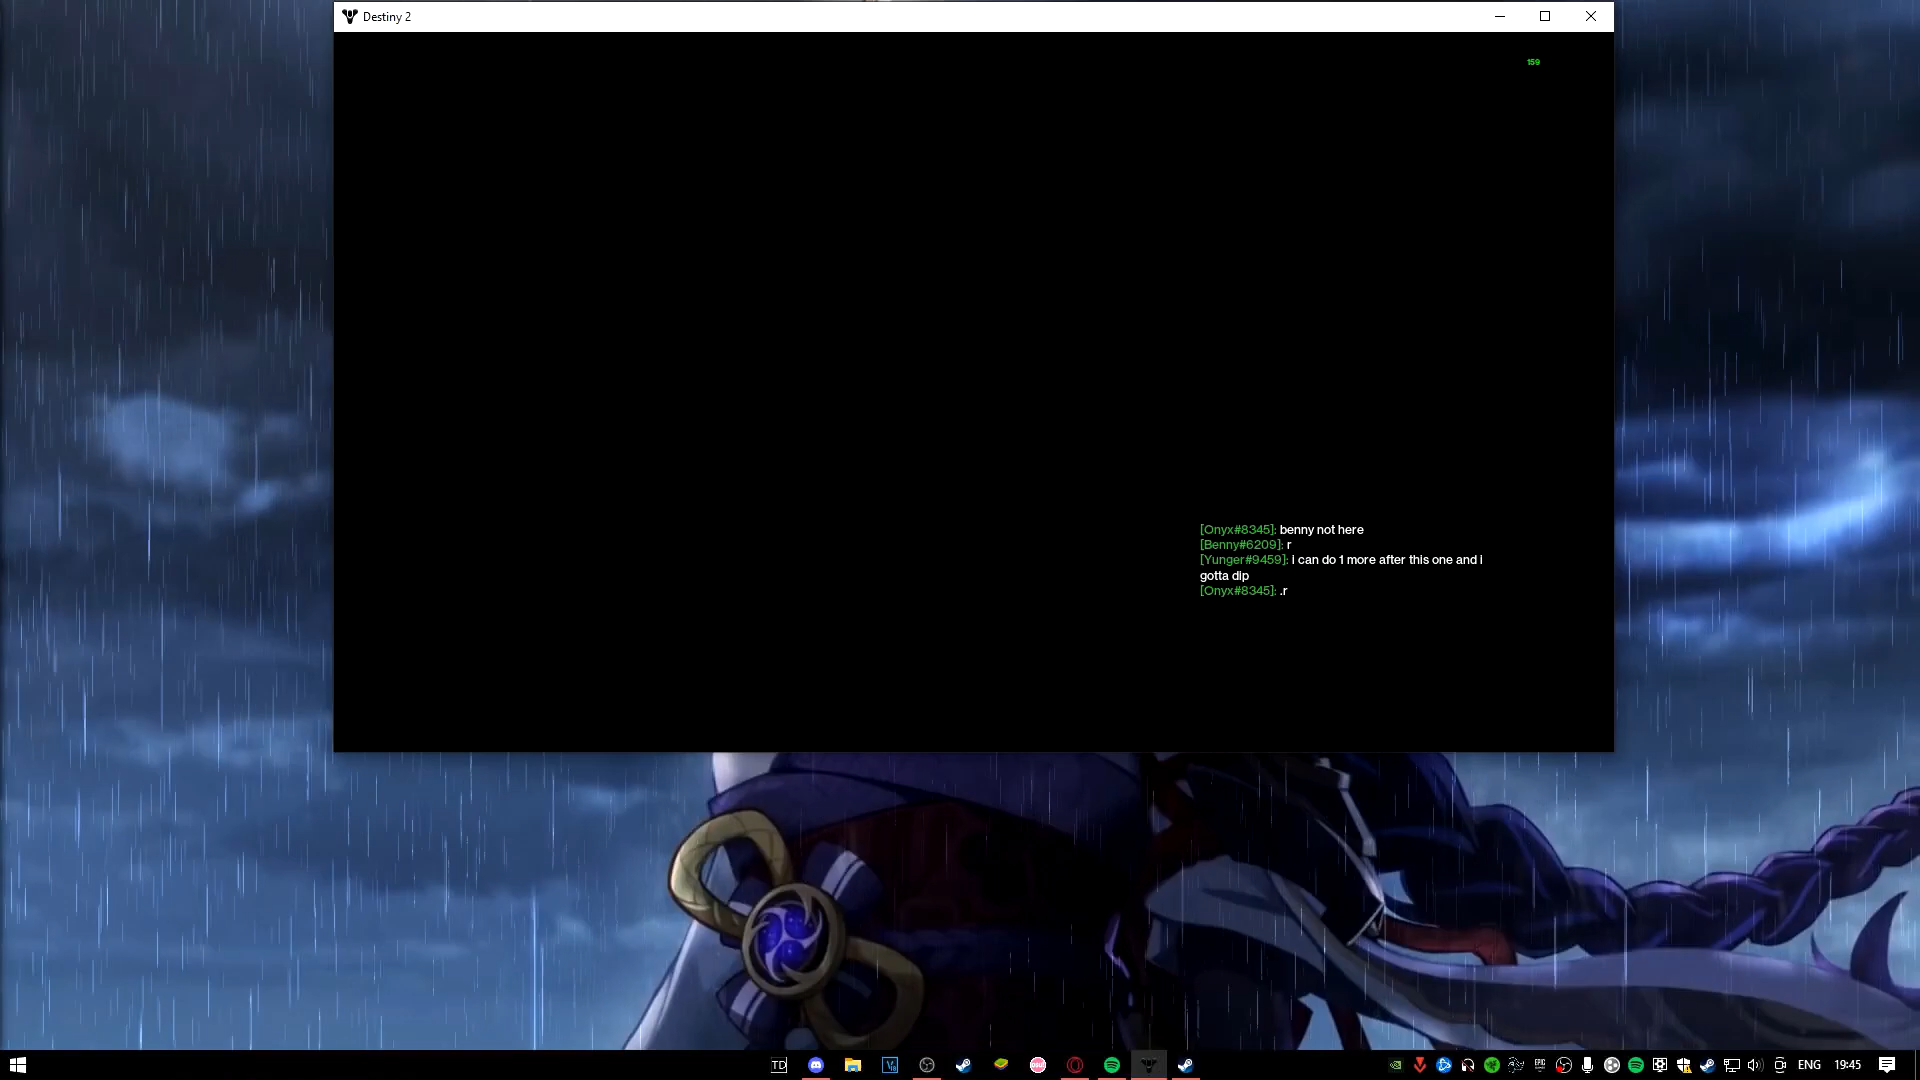 Destiny 2
159
[Onyx#8345]: benny not here
[Benny#6209]: r
[Yunger#9459]: i can do 1 more after this one and i
gotta dip
[Onyx#8345]: .r
TD
ENG
19:45